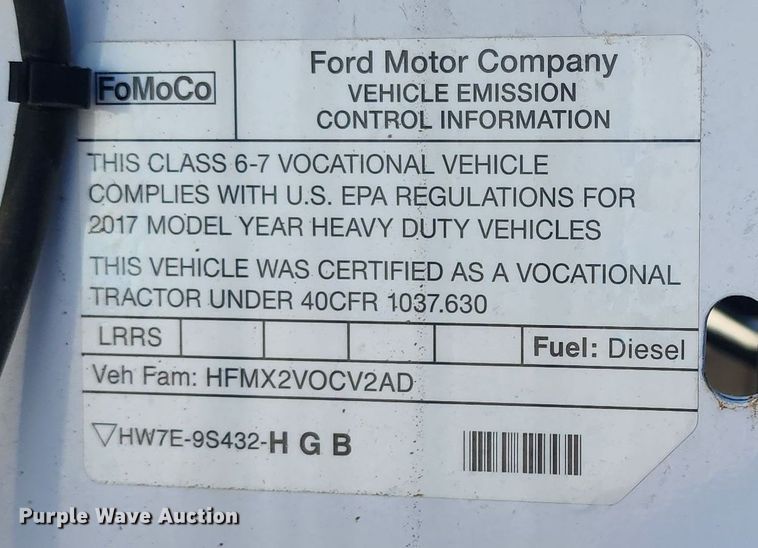 FoMoCo
Ford Motor Company
VEHICLE EMISSION
CONTROL INFORMATION
THIS CLASS 6-7 VOCATIONAL VEHICLE
COMPLIES WITH U.S. EPA REGULATIONS FOR
2017 MODEL YEAR HEAVY DUTY VEHICLES
THIS VEHICLE WAS CERTIFIED AS A VOCATIONAL
TRACTOR UNDER 40CFR 1037.630
LRRS Fuel: Diesel
Veh Fam: HFMX2VOCV2AD
▽HW7E-9S432-H G B
Purple Wave Auction